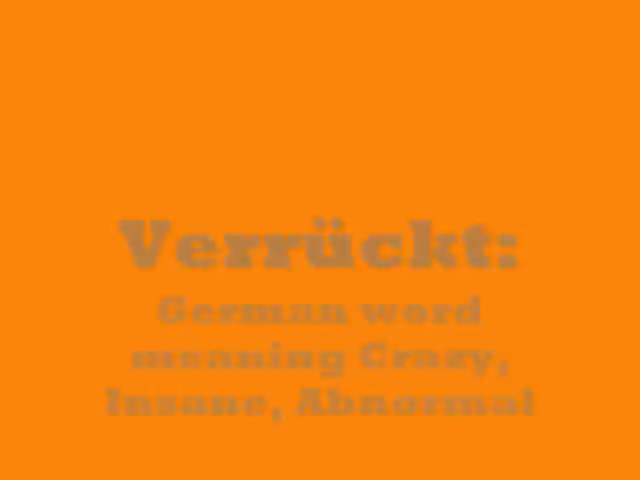 Verrückt:
German word
meaning Crazy,
Insane, Abnormal